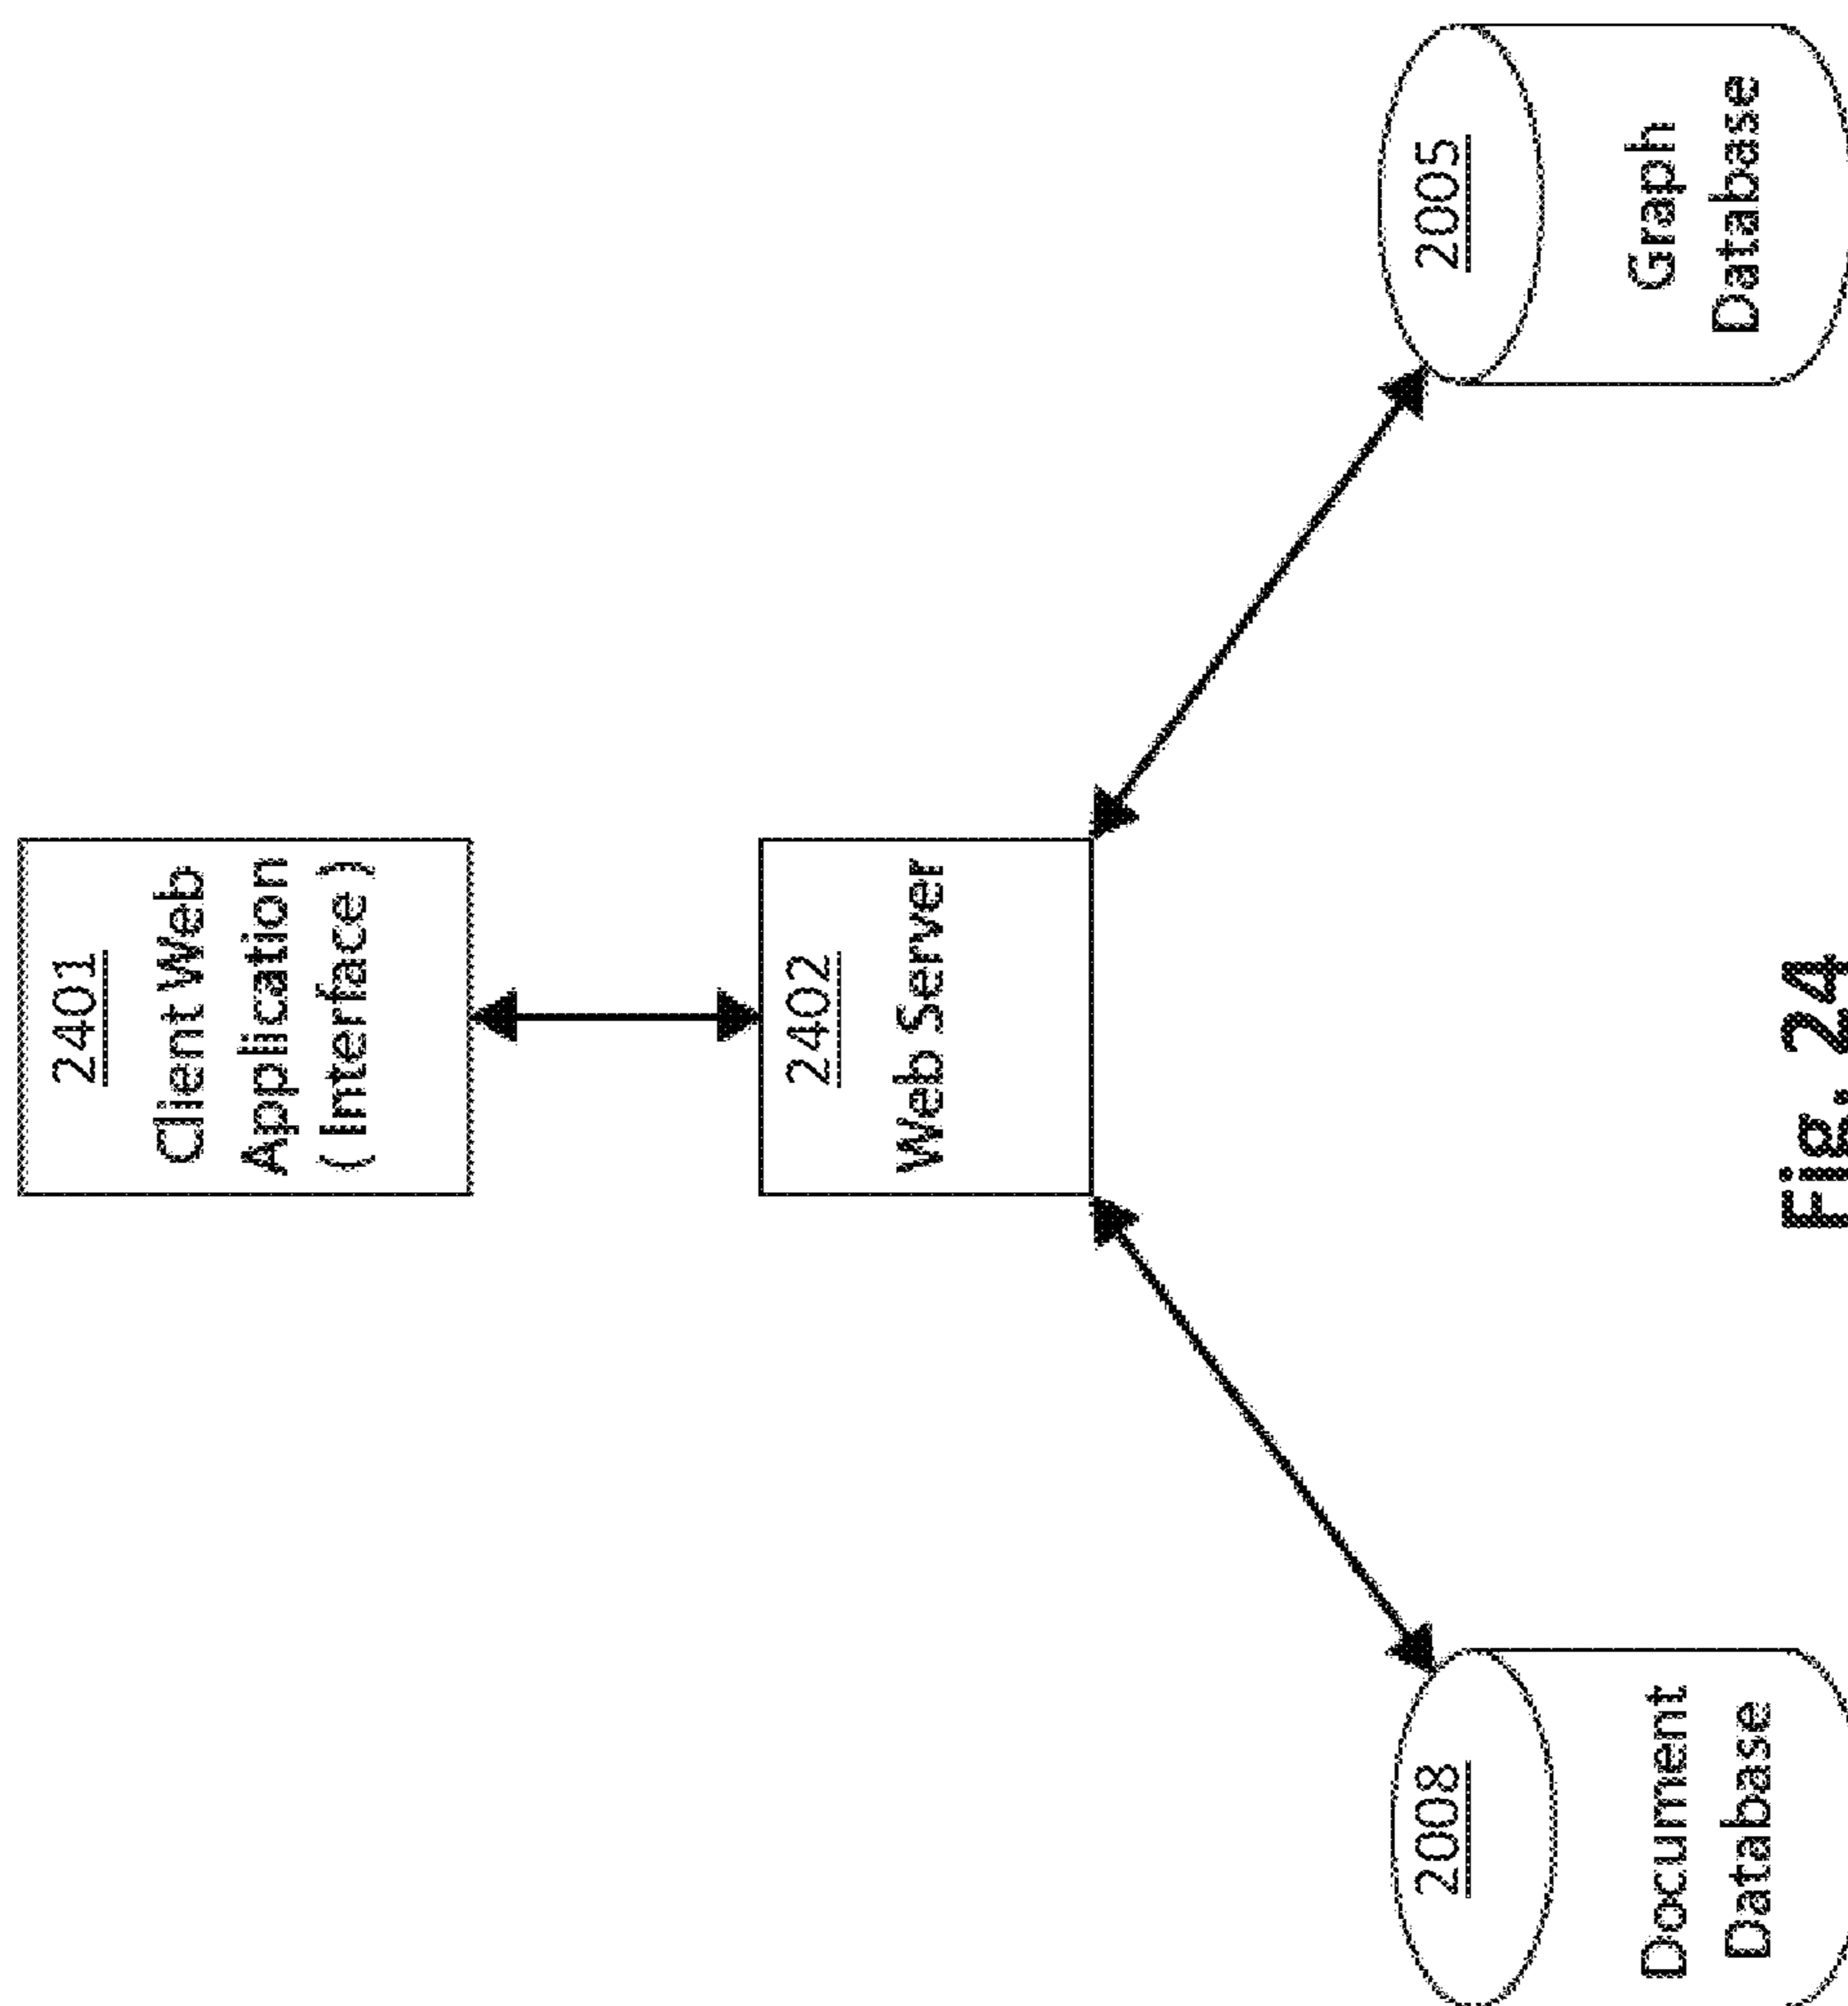 2401
Client Web
Application
( Interface )
2402
Web Server
2008
Document
Database
2005
Graph
Database
Fig. 24